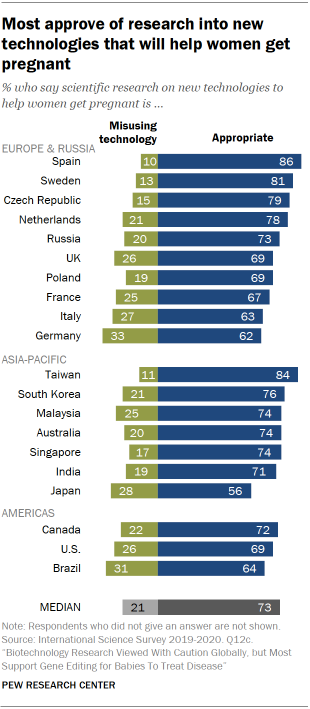 Most approve of research into new
technologies that will help women get
pregnant
% who say scientific research on new technologies to
help women get pregnant is ...
Misusing
technology Appropriate
EUROPE & RUSSIA
Spain 10 86
Sweden 13 81
Czech Republic 15 79
Netherlands 21 78
Russia 20 73
UK 26 69
Poland 19 69
France 25 67
Italy 27 63
Germany 33 62
ASIA-PACIFIC
Taiwan 11 84
South Korea 21 76
Malaysia 25 74
Australia 20 74
Singapore 17 74
India 19 71
Japan 28 56
AMERICAS
Canada 22 72
U.S. 26 69
Brazil 31 64
MEDIAN 21 73
Note: Respondents who did not give an answer are not shown.
Source: International Science Survey 2019-2020. Q12c.
"Biotechnology Research Viewed With Caution Globally, but Most
Support Gene Editing for Babies To Treat Disease"
PEW RESEARCH CENTER